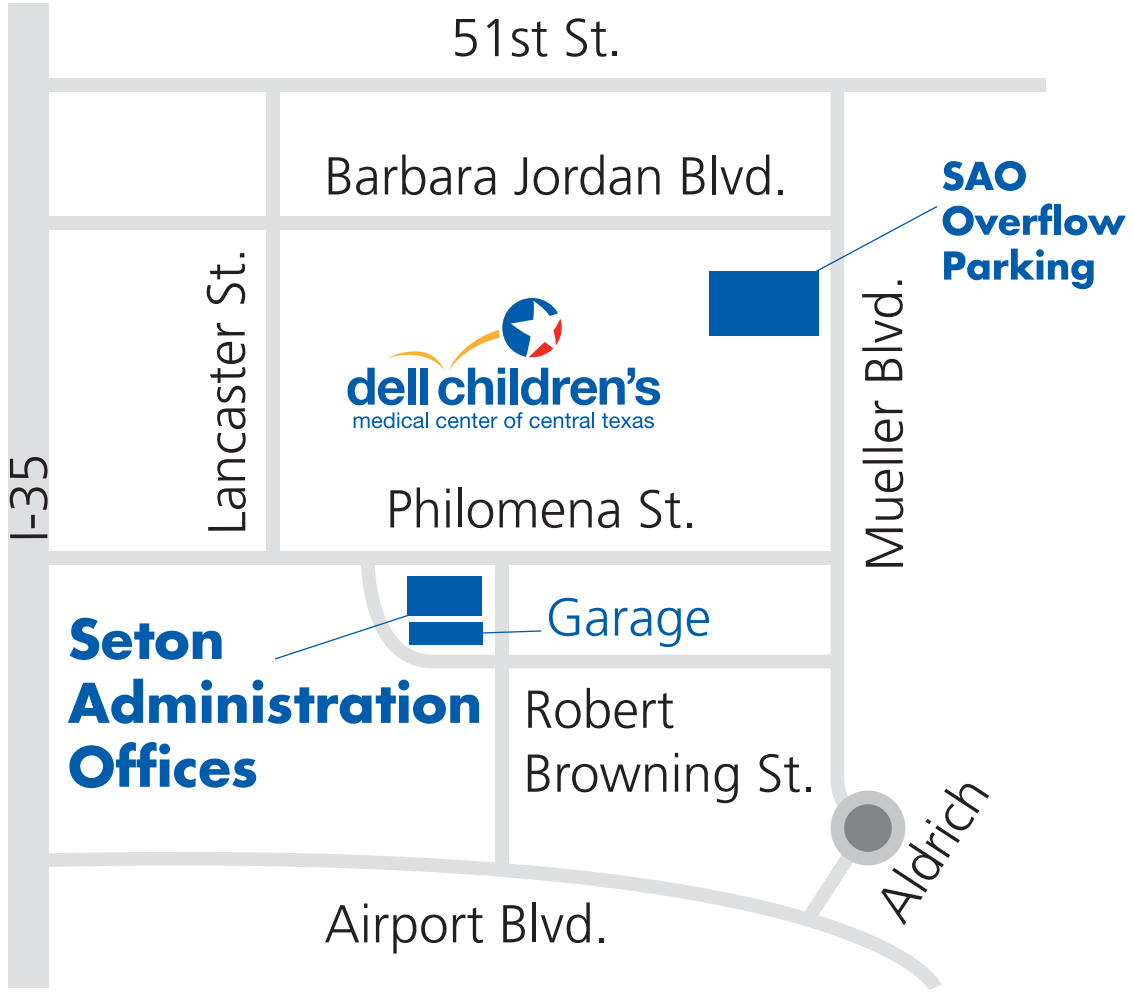 51st St.
Barbara Jordan Blvd.
SAO
Overflow
Parking
Lancaster St.
dell children's
medical center of central texas
Mueller Blvd.
I-35
Philomena St.
Garage
Seton
Administration
Offices
Robert
Browning St.
Aldrich
Airport Blvd.